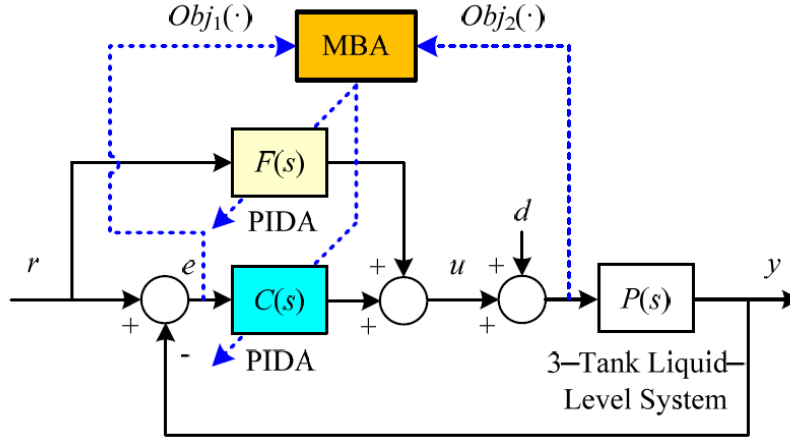 Obj₁(·)
MBA
Obj₂(·)
F(s)
PIDA
d
r
e
+
+
u
y
C(s)
P(s)
+
+
+
-
PIDA
3–Tank Liquid–
Level System